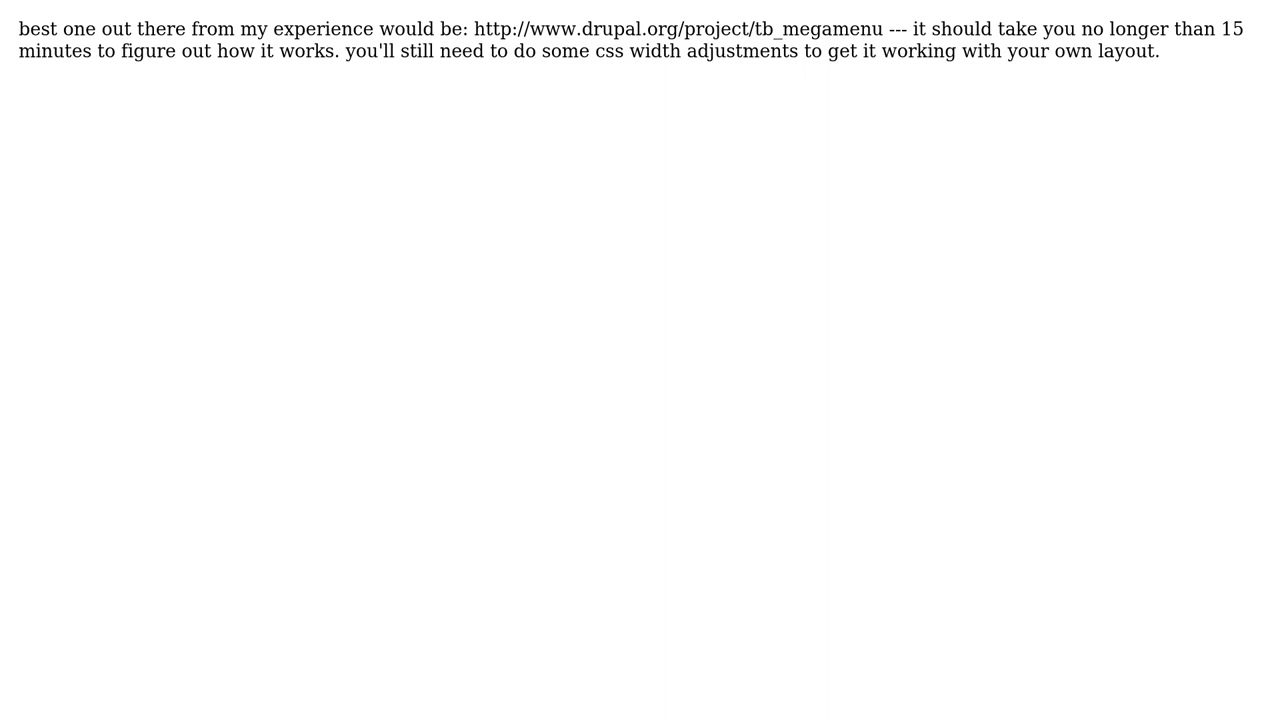 best one out there from my experience would be: http://www.drupal.org/project/tb_megamenu --- it should take you no longer than 15
minutes to figure out how it works. you'll still need to do some css width adjustments to get it working with your own layout.